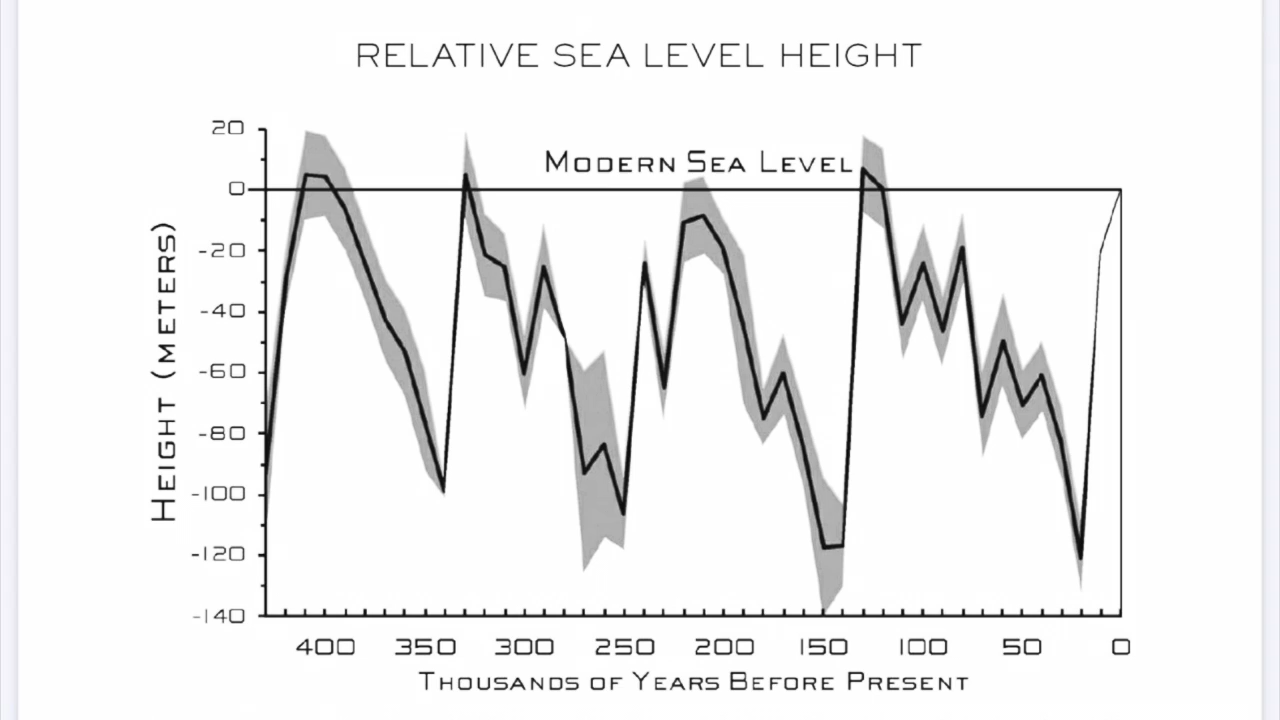 RELATIVE SEA LEVEL HEIGHT
20
MODERN SEA LEVEL
0
-20
-40
-60
-80
-100
-120
-140
HEIGHT (METERS)
400 350 300 250 200 150 100 50 0
THOUSANDS OF YEARS BEFORE PRESENT